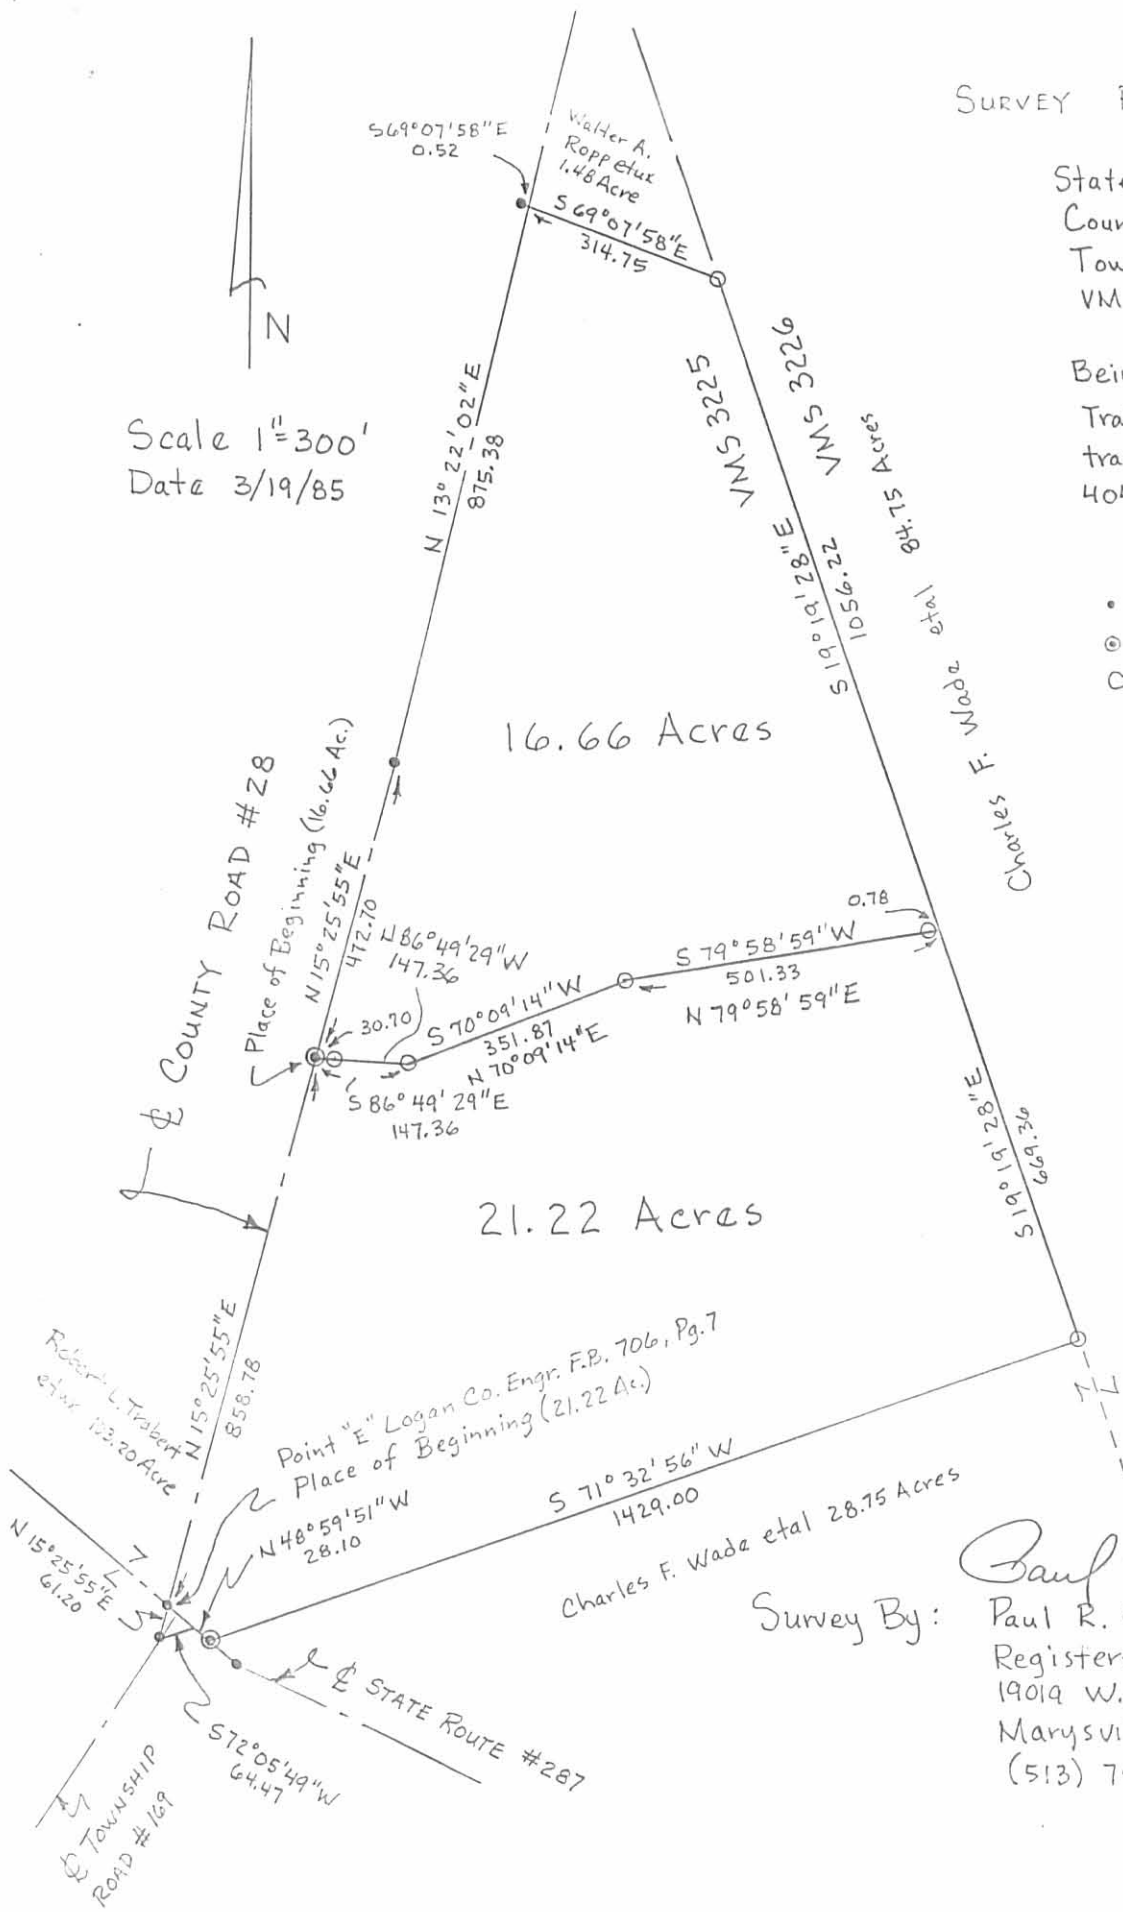 SURVEY
State
Coun
Tow
VM
Bein
Tra
tra
404
S69°07'58"E
0.52
Walter A.
Ropp etux
1.48 Acre
S 69°07'58"E
314.75
N
Scale 1"=300'
Date 3/19/85
N 13° 22' 02" E
875.38
VMS 3225
VMS 3226
S 19° 19' 28" E
1056.22
Charles F. Wade etal 84.75 Acres
16.66 Acres
℄ COUNTY ROAD #28
Place of Beginning (16.66 Ac.)
N 15° 25' 55" E
472.70
N 86° 49' 29" W
147.36
30.70
S 70° 09' 14" W
351.87
N 70° 09' 14" E
S 79° 58' 59" W
501.33
N 79° 58' 59" E
0.78
S 86° 49' 29" E
147.36
S 19° 19' 28" E
669.36
21.22 Acres
N 15° 25' 55" E
858.78
Robert L. Trabert
etux 103.20 Acre
Point "E" Logan Co. Engr. F.B. 706, Pg. 7
Place of Beginning (21.22 Ac.)
N 48° 59' 51" W
28.10
S 71° 32' 56" W
1429.00
Charles F. Wade etal 28.75 Acres
N 15° 25' 55" E
61.20
℄ STATE ROUTE #287
S 72° 05' 49" W
64.47
℄ TOWNSHIP
ROAD #169
Paul
Survey By: Paul R.
Register
19019 W.
Marysvi
(513) 7